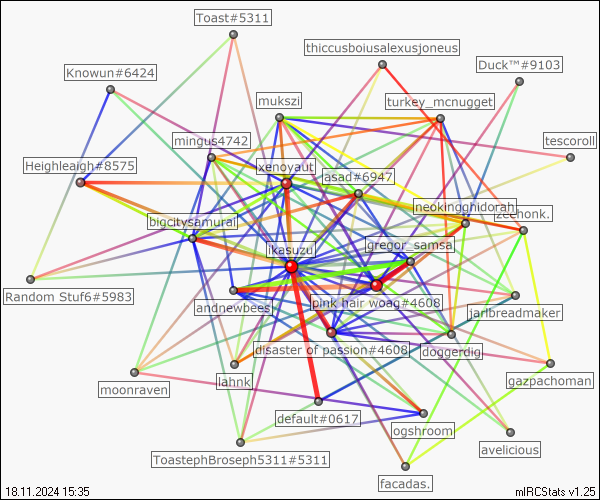 Toast#5311
thiccusboiusalexusjoneus
Duck™#9103
Knowun#6424
mukszi
turkey_mcnugget
mingus4742
tescoroll
Heighleaigh#8575
xenoyaut
asad#6947
neokingghidorah
zeehonk.
bigcitysamurai
ikasuzu
gregor_samsa
Random Stuf6#5983
andnewbees
pink hair woag#4608
jarlbreadmaker
disaster of passion#4608
doggerdig
moonraven
lahnk
gazpachoman
default#0617
ogshroom
avelicious
ToastephBroseph5311#5311
facadas.
18.11.2024 15:35
mIRCStats v1.25